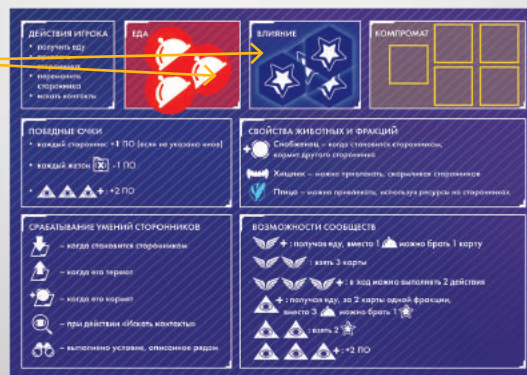 ДЕЙСТВИЯ ИГРОКА
• получить еду
сторонника
• переманить
сторонника
• искать контакты
ЕДА
ВЛИЯНИЕ
КОМПРОМАТ
ПОБЕДНЫЕ ОЧКИ
• каждый сторонник: +1 ПО (если не указано иное)
• каждый жетон -1 ПО
• + : +2 ПО
СВОЙСТВА ЖИВОТНЫХ И ФРАКЦИЙ
Снабженец – когда становится сторонником,
кормит другого сторонника
Хищник – можно привлекать, скармливая сторонников
Птица – можно привлекать, используя ресурсы на сторонниках
СРАБАТЫВАНИЕ УМЕНИЙ СТОРОННИКОВ
– когда становится сторонником
– когда его теряют
– когда его кормят
– при действии «Искать контакты»
– выполнено условие, описанное рядом
ВОЗМОЖНОСТИ СООБЩЕСТВ
+ : получая еду, вместо 1 можно брать 1 карту
: взять 3 карты
+ : в ход можно выполнять 2 действия
+ : получая еду, за 2 карты одной фракции,
вместо 3 можно брать 1
: взять 2
+ : +2 ПО